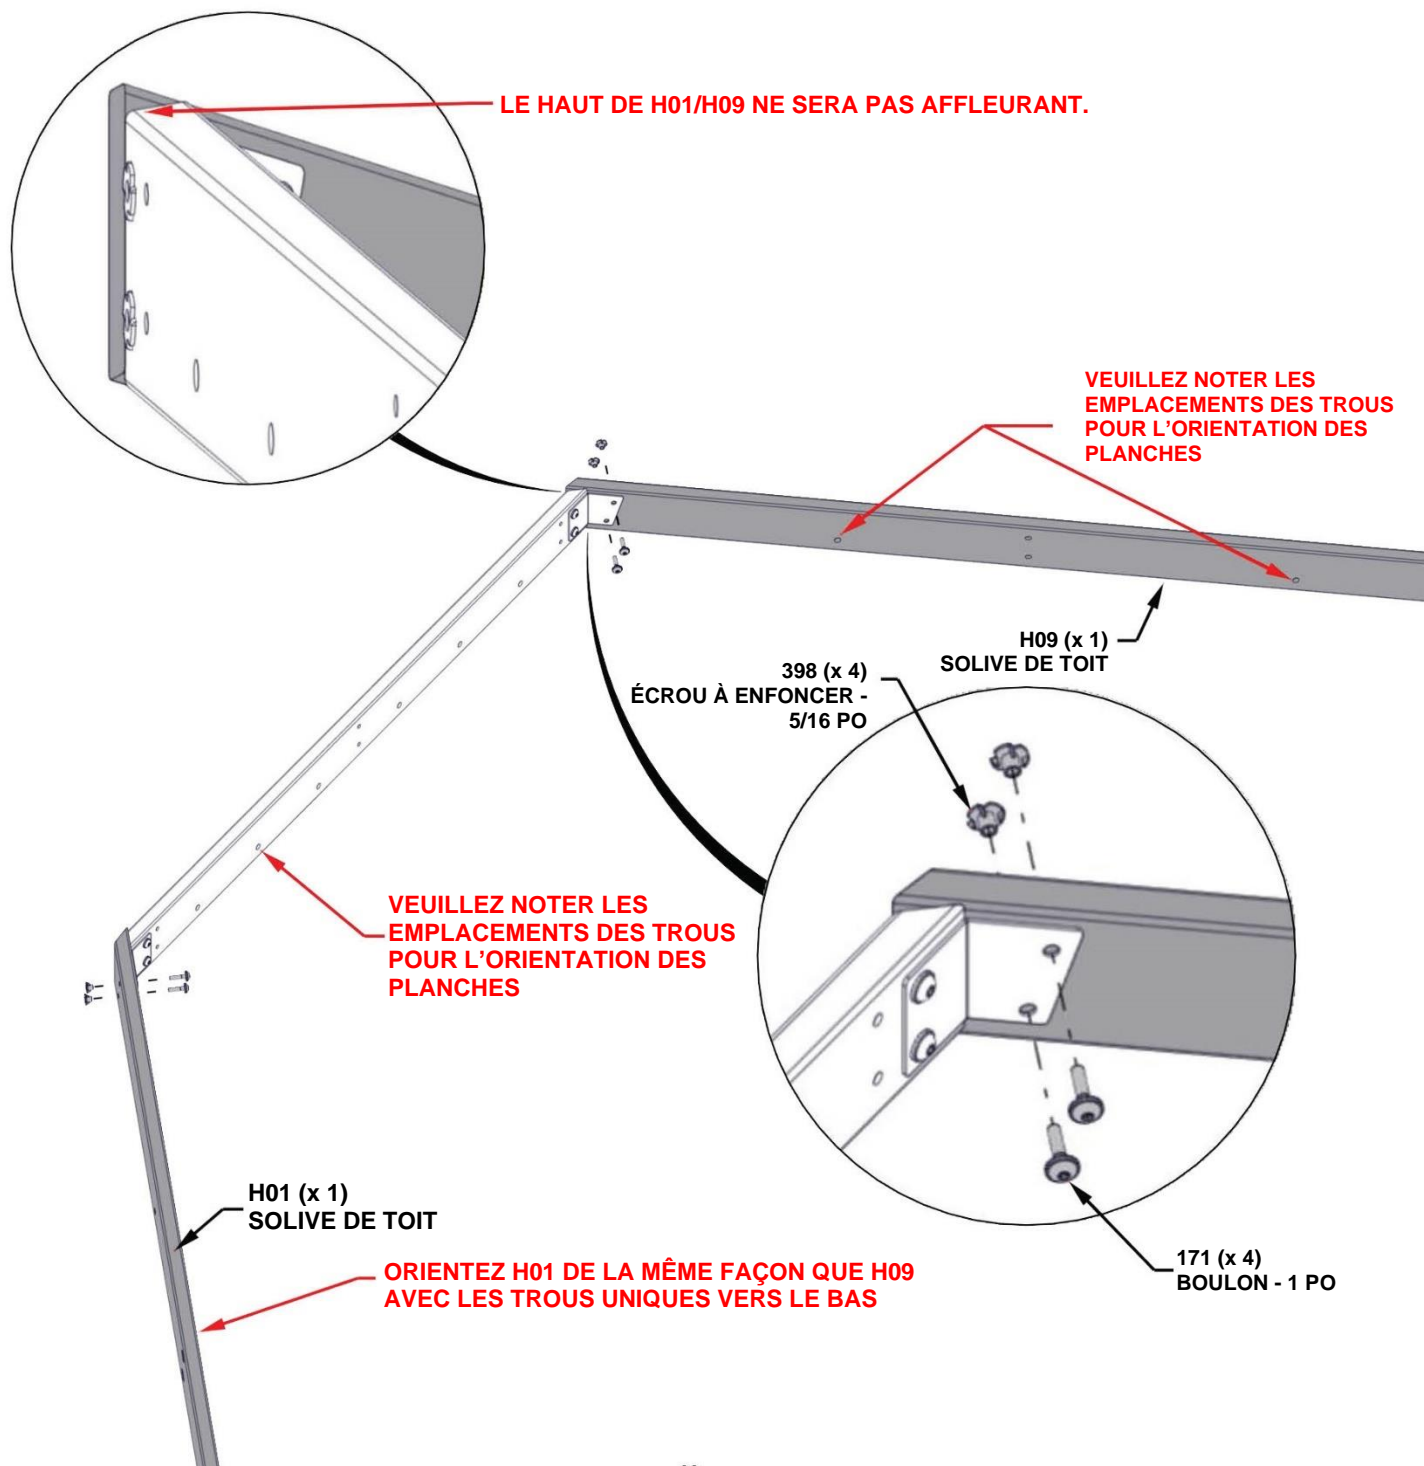 LE HAUT DE H01/H09 NE SERA PAS AFFLEURANT.
VEUILLEZ NOTER LES
EMPLACEMENTS DES TROUS
POUR L'ORIENTATION DES
PLANCHES
H09 (x 1)
SOLIVE DE TOIT
398 (x 4)
ÉCROU À ENFONCER -
5/16 PO
VEUILLEZ NOTER LES
EMPLACEMENTS DES TROUS
POUR L'ORIENTATION DES
PLANCHES
H01 (x 1)
SOLIVE DE TOIT
ORIENTEZ H01 DE LA MÊME FAÇON QUE H09
AVEC LES TROUS UNIQUES VERS LE BAS
171 (x 4)
BOULON - 1 PO